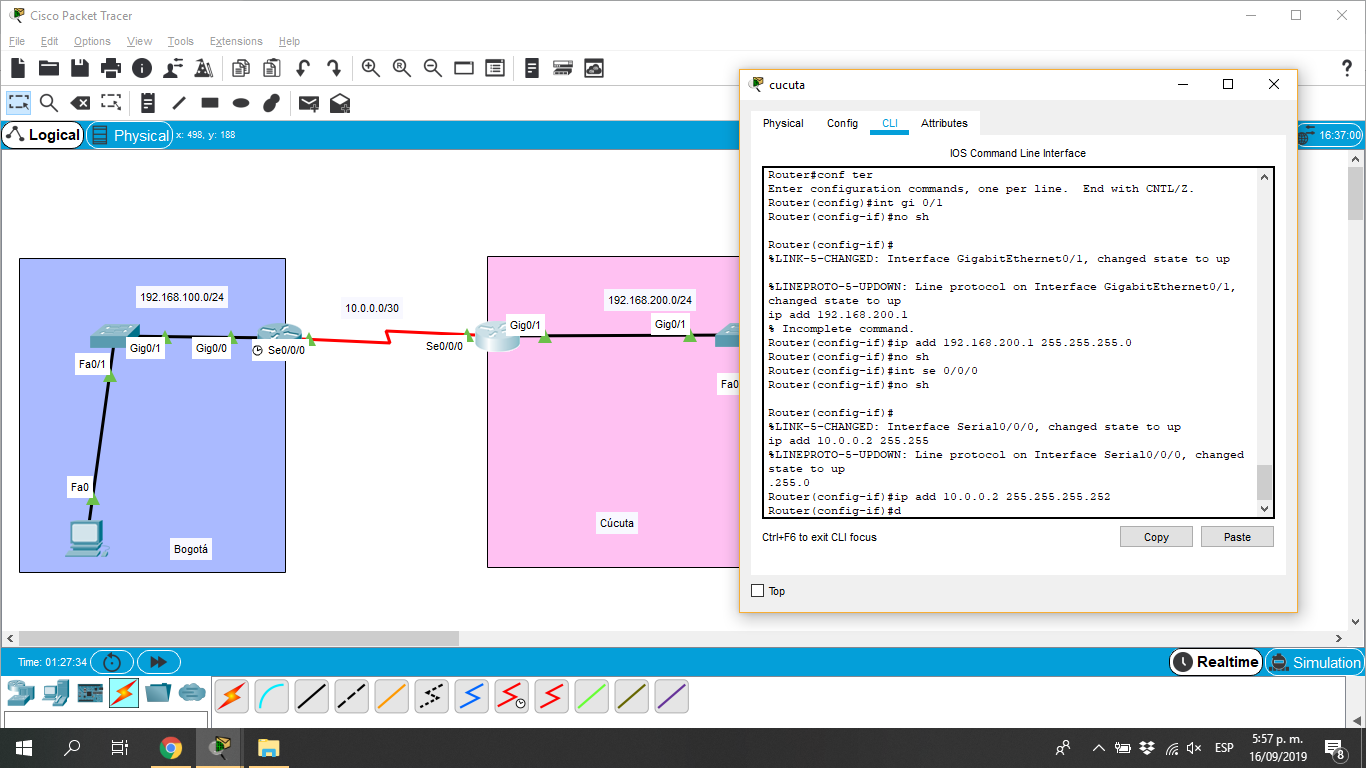 Cisco Packet Tracer
File Edit Options View Tools Extensions Help
Logical Physical x: 498, y: 188
16:37:00
192.168.100.0/24
Gig0/1
Gig0/0
Se0/0/0
Fa0/1
Fa0
Bogotá
10.0.0.0/30
Se0/0/0
Gig0/1
192.168.200.0/24
Gig0/1
Fa0
Cúcuta
cucuta
Physical Config CLI Attributes
IOS Command Line Interface
Router#conf ter
Enter configuration commands, one per line. End with CNTL/Z.
Router(config)#int gi 0/1
Router(config-if)#no sh
Router(config-if)#
%LINK-5-CHANGED: Interface GigabitEthernet0/1, changed state to up
%LINEPROTO-5-UPDOWN: Line protocol on Interface GigabitEthernet0/1,
changed state to up
ip add 192.168.200.1
% Incomplete command.
Router(config-if)#ip add 192.168.200.1 255.255.255.0
Router(config-if)#no sh
Router(config-if)#int se 0/0/0
Router(config-if)#no sh
Router(config-if)#
%LINK-5-CHANGED: Interface Serial0/0/0, changed state to up
ip add 10.0.0.2 255.255
%LINEPROTO-5-UPDOWN: Line protocol on Interface Serial0/0/0, changed
state to up
.255.0
Router(config-if)#ip add 10.0.0.2 255.255.255.252
Router(config-if)#d
Ctrl+F6 to exit CLI focus
Copy
Paste
Top
Time: 01:27:34
Realtime
Simulation
ESP
5:57 p. m.
16/09/2019
8